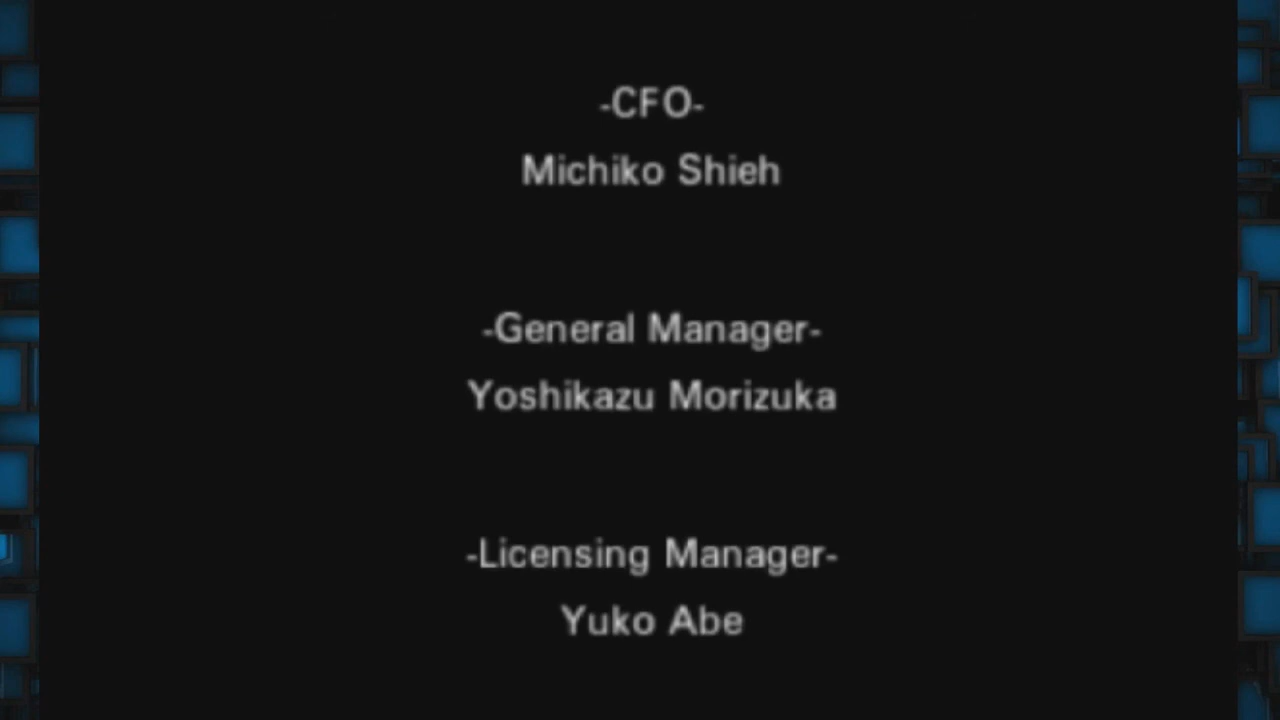 -CFO-
Michiko Shieh
-General Manager-
Yoshikazu Morizuka
-Licensing Manager-
Yuko Abe